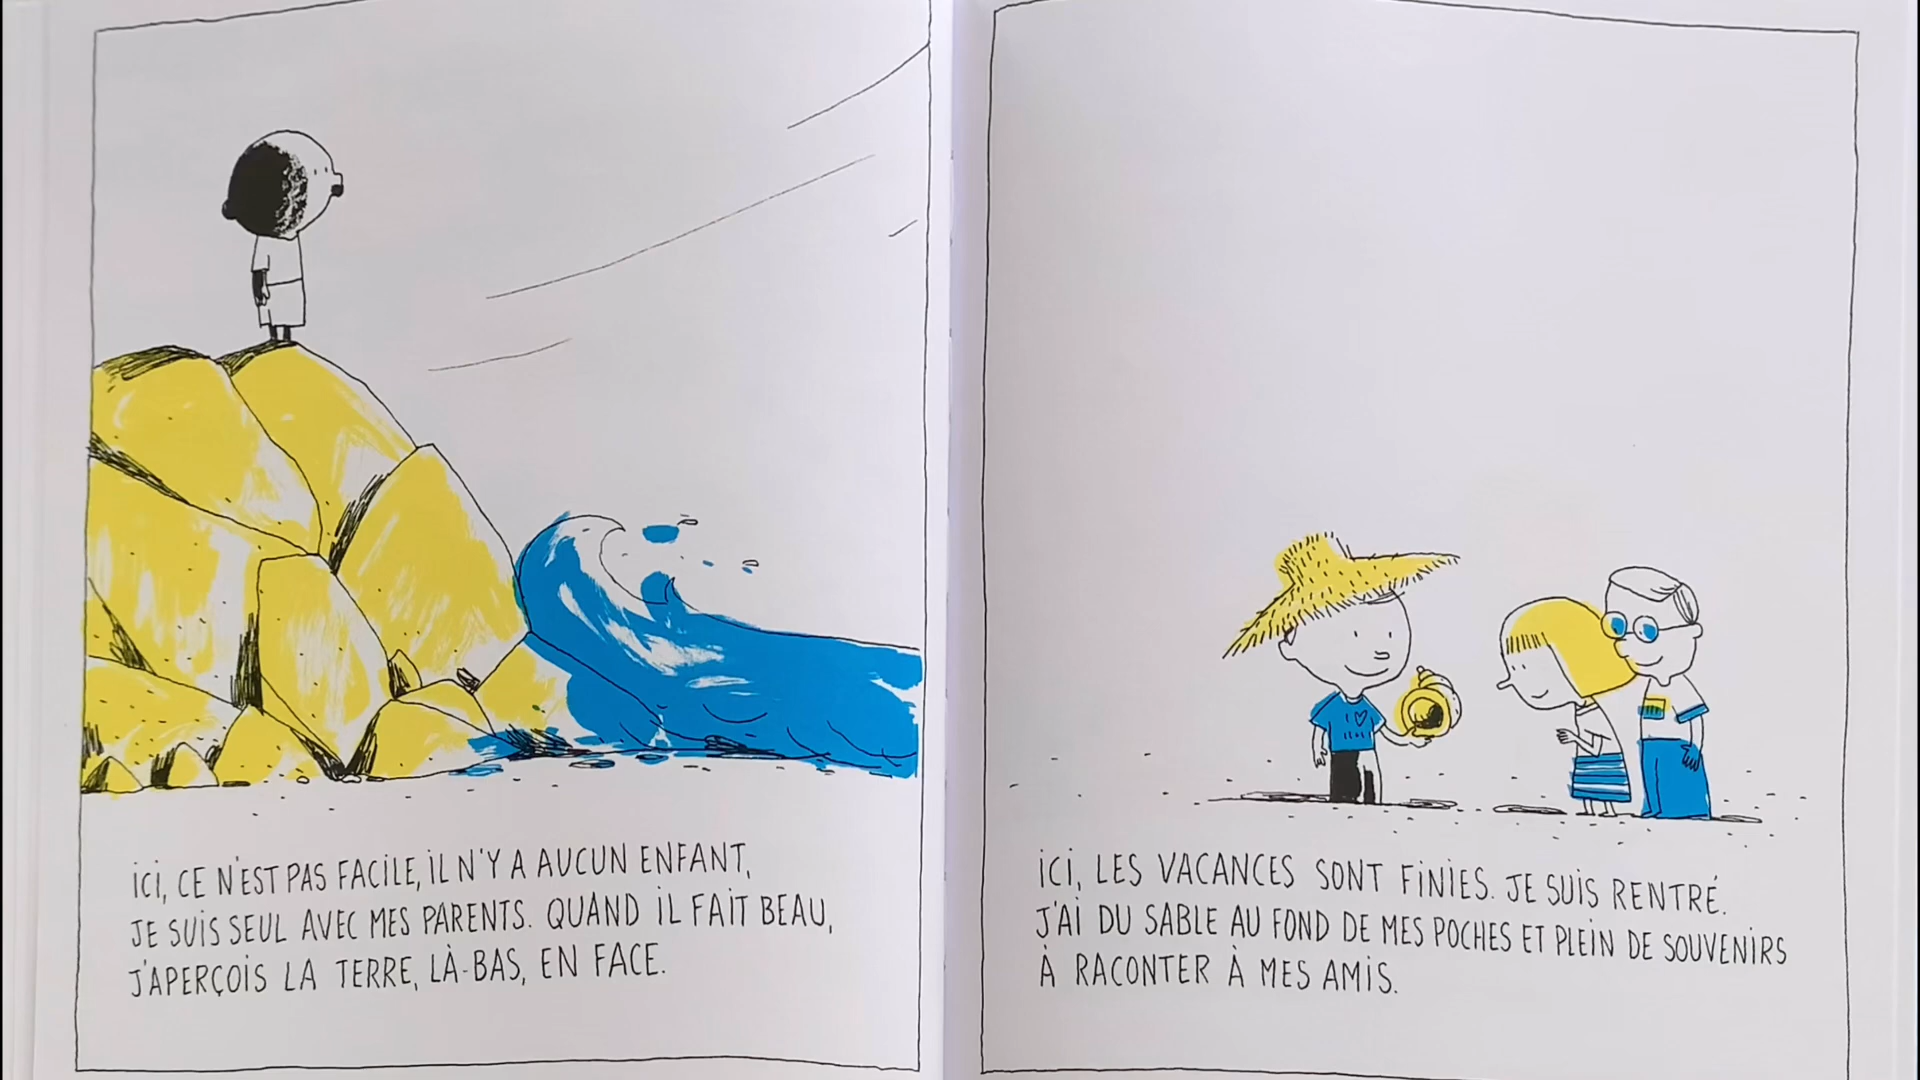 ICI, CE N'EST PAS FACILE, IL N'Y A AUCUN ENFANT,
JE SUIS SEUL AVEC MES PARENTS. QUAND IL FAIT BEAU,
J'APERÇOIS LA TERRE, LÀ-BAS, EN FACE.
ICI, LES VACANCES SONT FINIES. JE SUIS RENTRÉ.
J'AI DU SABLE AU FOND DE MES POCHES ET PLEIN DE SOUVENIRS
À RACONTER À MES AMIS.